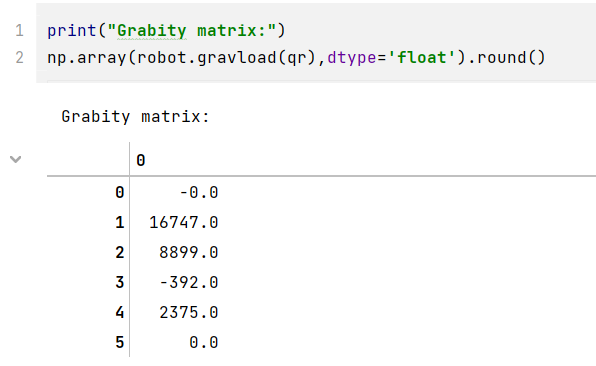 1 print("Grabity matrix:")
2 np.array(robot.gravload(qr),dtype='float').round()
Grabity matrix:
0
0 -0.0
1 16747.0
2 8899.0
3 -392.0
4 2375.0
5 0.0